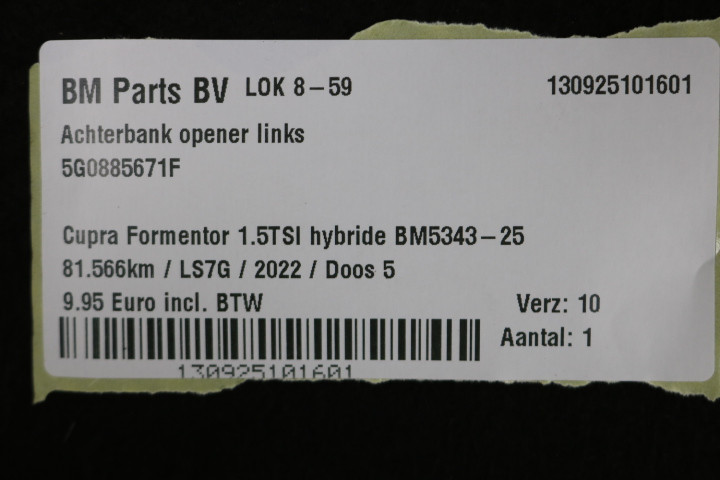 BM Parts BV LOK 8-59 130925101601
Achterbank opener links
5G0885671F
Cupra Formentor 1.5TSI hybride BM5343-25
81.566km / LS7G / 2022 / Doos 5
9.95 Euro incl. BTW Verz: 10
Aantal: 1
130925101601